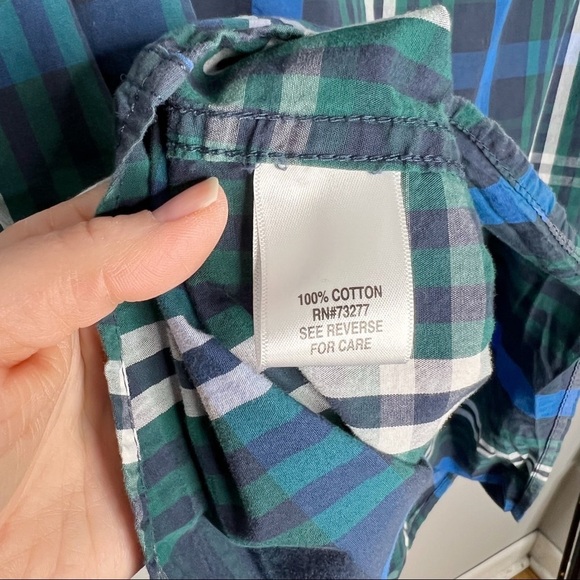 100% COTTON
RN#73277
SEE REVERSE
FOR CARE